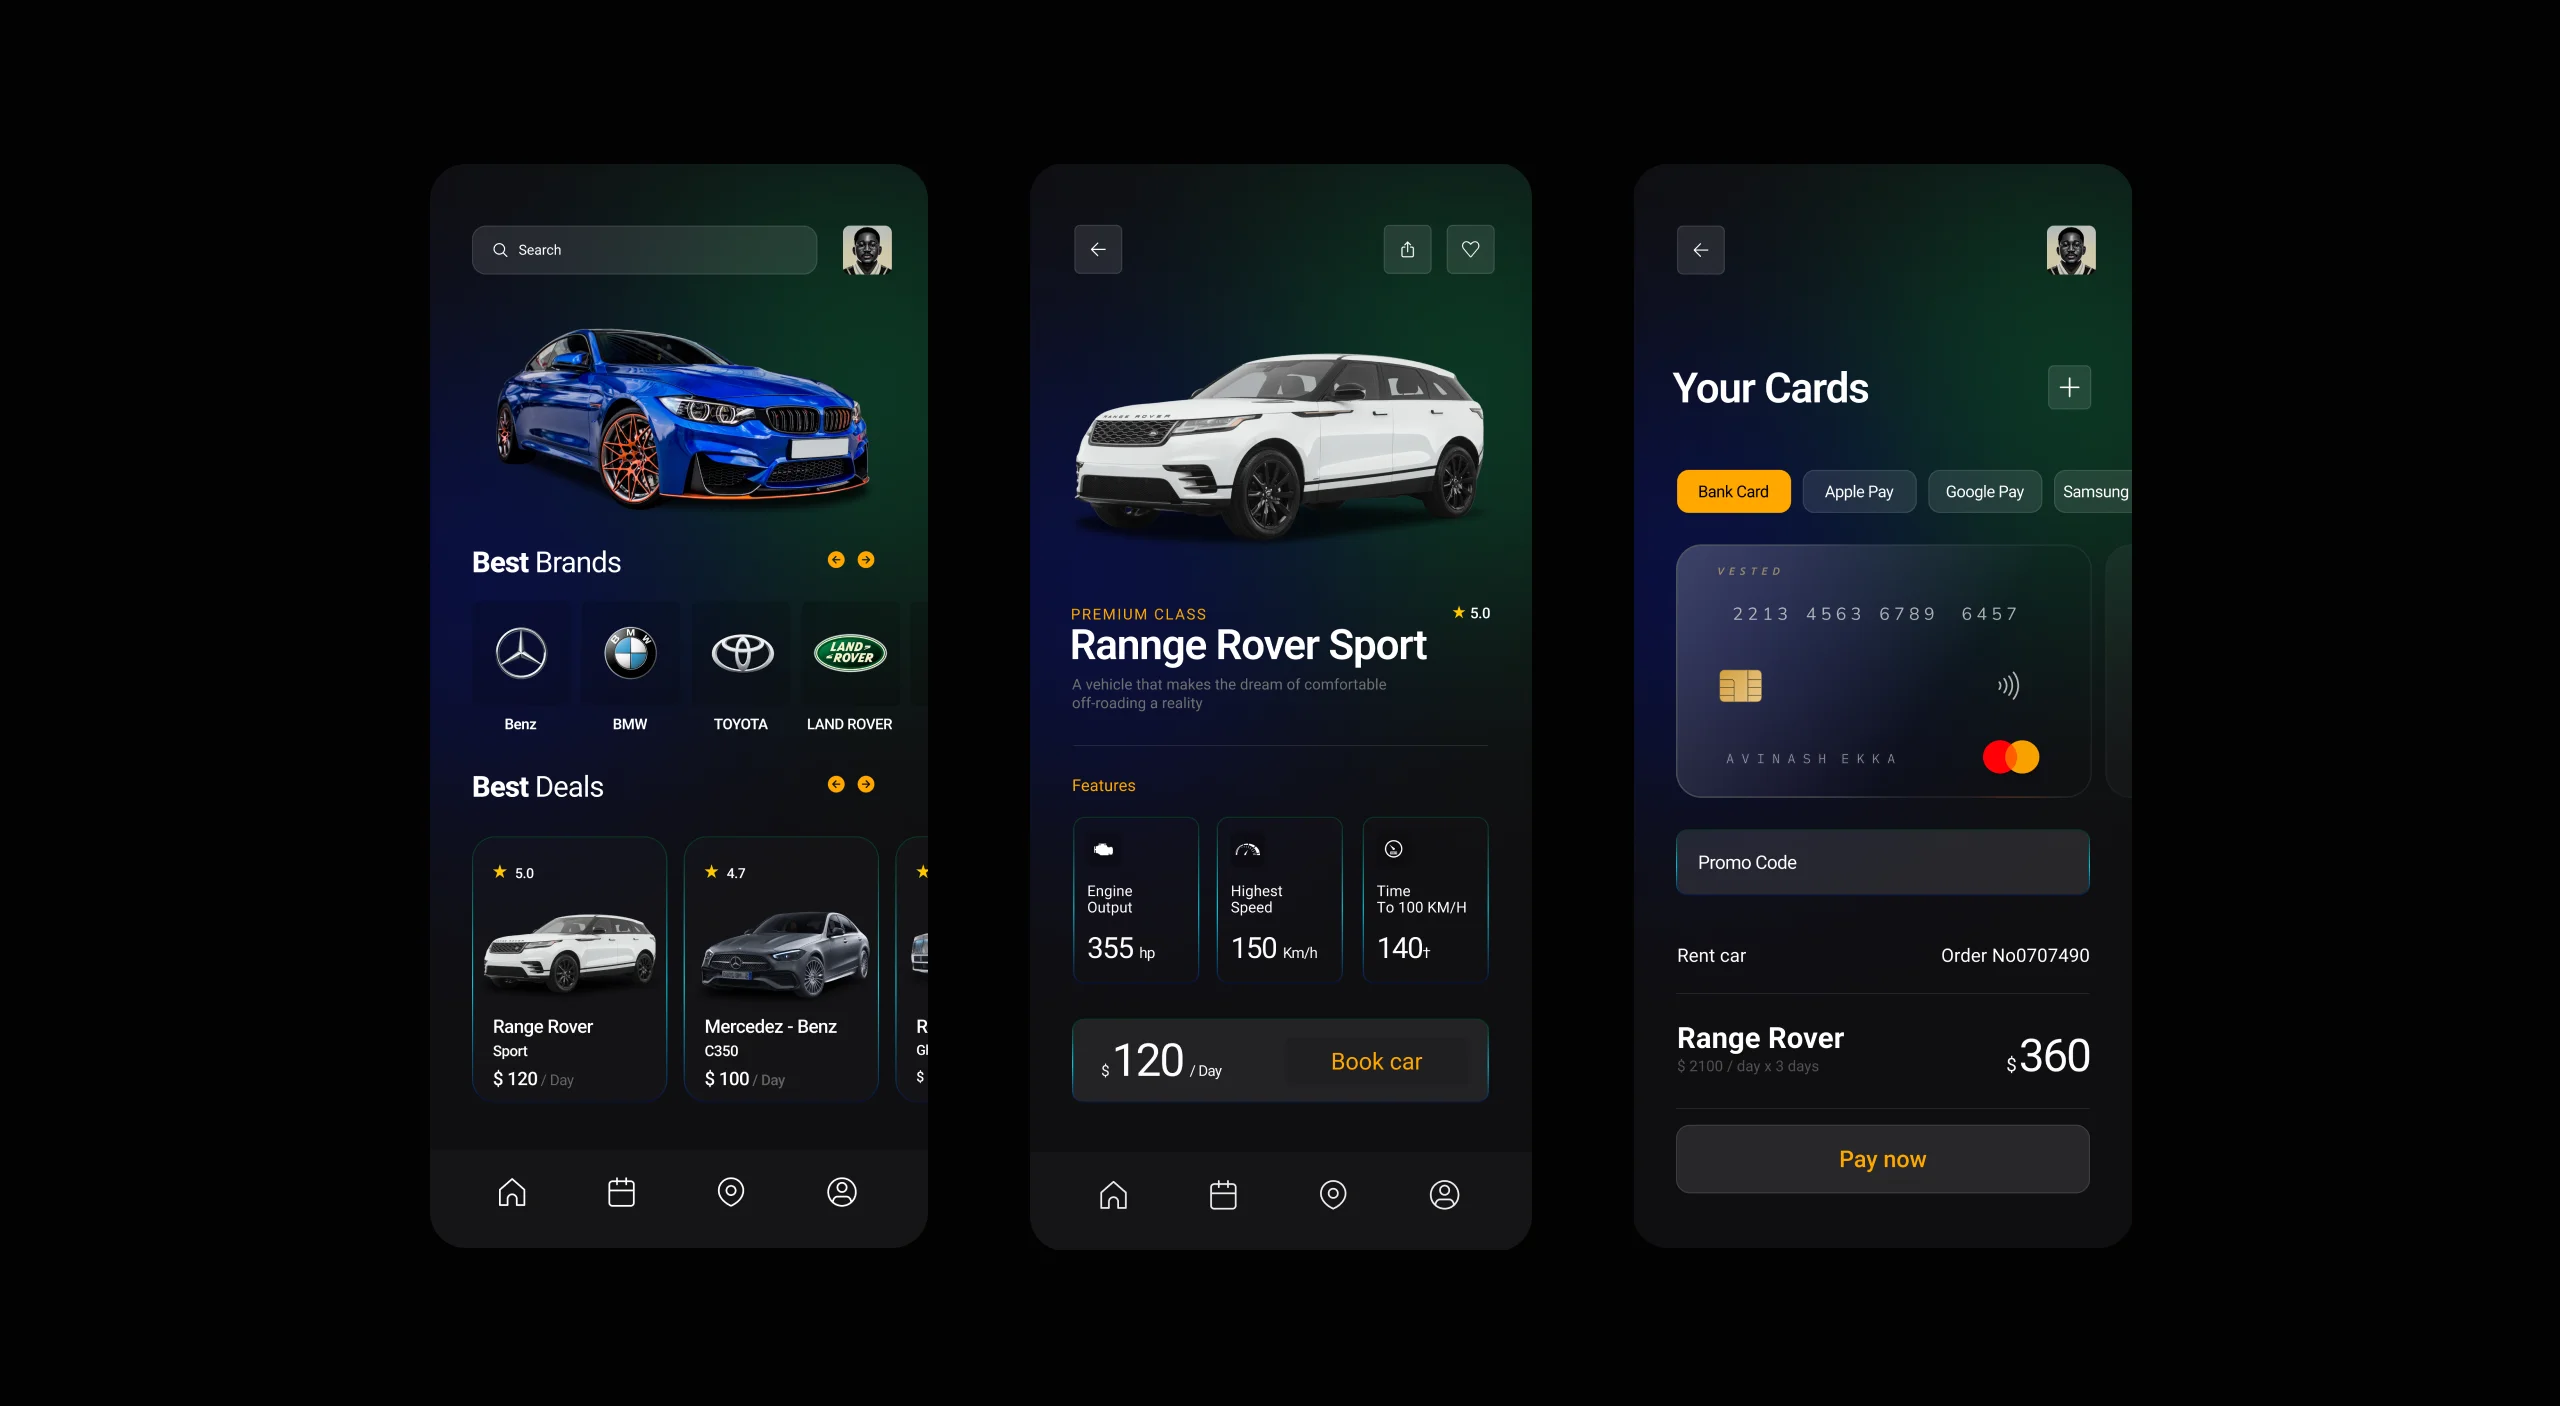 Search
Best Brands
BMW
LAND-
-ROVER
Benz
BMW
TOYOTA
LAND ROVER
Best Deals
5.0
4.7
Range Rover
Sport
$ 120 / Day
Mercedez - Benz
C350
$ 100 / Day
R
Gl
$
RANGE ROVER
PREMIUM CLASS
5.0
Rannge Rover Sport
A vehicle that makes the dream of comfortable
off-roading a reality
Features
Engine
Output
355 hp
Highest
Speed
150 Km/h
Time
To 100 KM/H
140+
$120 / Day
Book car
Your Cards
Bank Card
Apple Pay
Google Pay
Samsung
VESTED
2213 4563 6789 6457
AVINASH EKKA
Promo Code
Rent car
Order No0707490
Range Rover
$ 2100 / day x 3 days
$360
Pay now